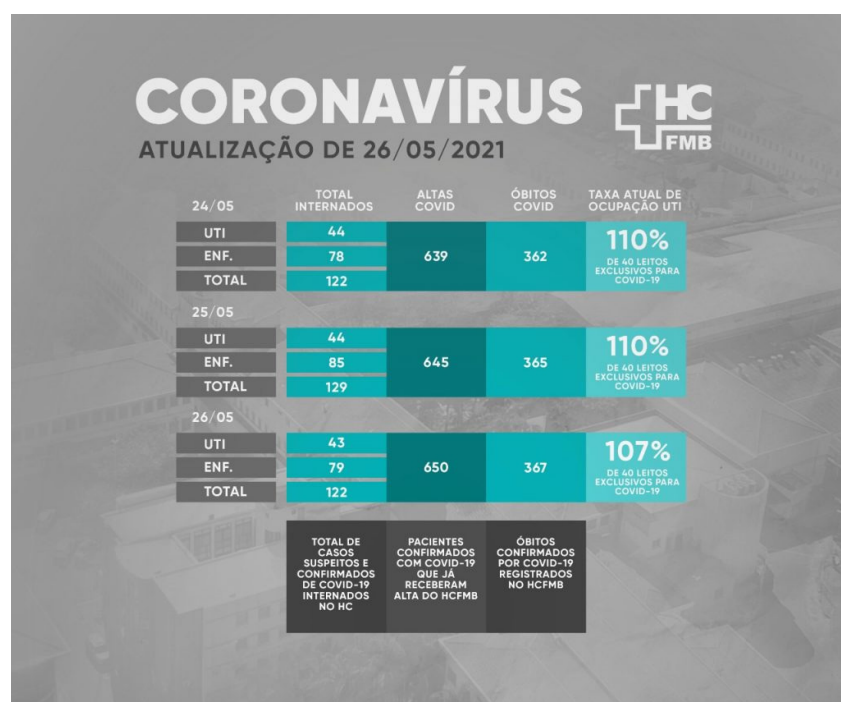 CORONAVÍRUS
ATUALIZAÇÃO DE 26/05/2021
HC
FMB
24/05
TOTAL
INTERNADOS
ALTAS
COVID
ÓBITOS
COVID
TAXA ATUAL DE
OCUPAÇÃO UTI
UTI
44
ENF.
78
TOTAL
122
639
362
110%
DE 40 LEITOS
EXCLUSIVOS PARA
COVID-19
25/05
UTI
44
ENF.
85
TOTAL
129
645
365
110%
DE 40 LEITOS
EXCLUSIVOS PARA
COVID-19
26/05
UTI
43
ENF.
79
TOTAL
122
650
367
107%
DE 40 LEITOS
EXCLUSIVOS PARA
COVID-19
TOTAL DE
CASOS
SUSPEITOS E
CONFIRMADOS
DE COVID-19
INTERNADOS
NO HC
PACIENTES
CONFIRMADOS
COM COVID-19
QUE JÁ
RECEBERAM
ALTA DO HCFMB
ÓBITOS
CONFIRMADOS
POR COVID-19
REGISTRADOS
NO HCFMB